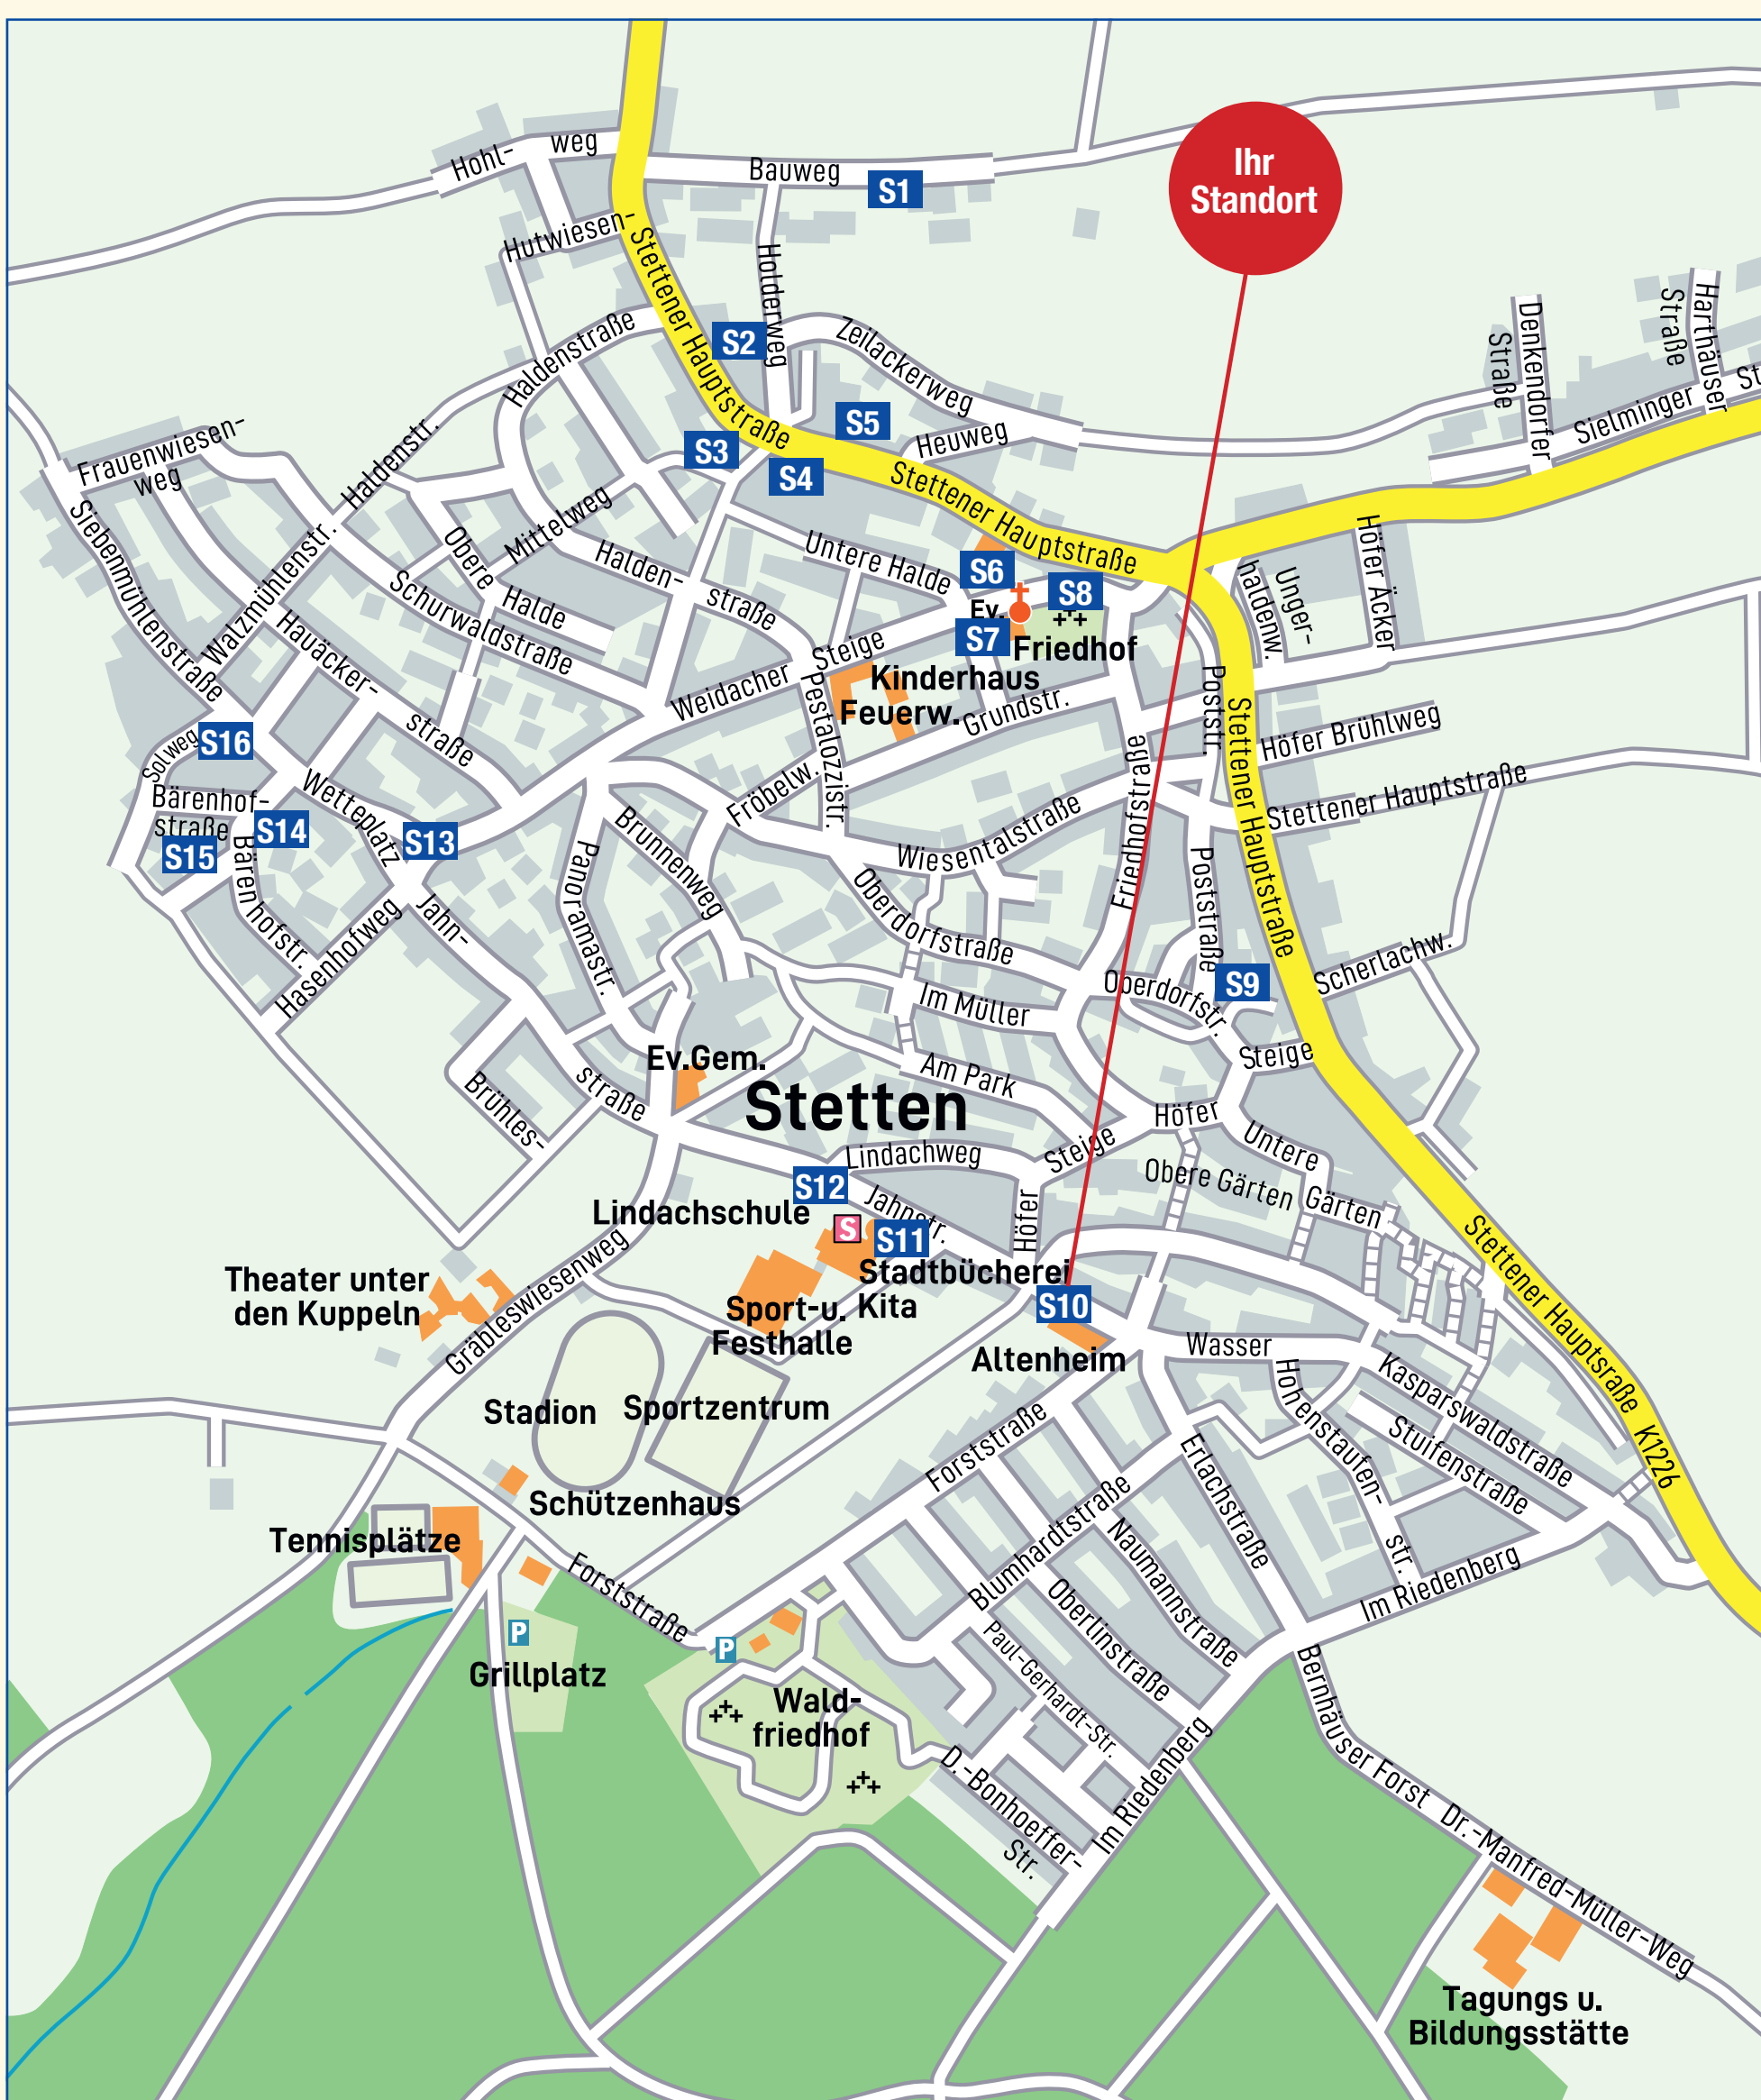 Ihr
Standort
Hohl-
weg
Bauweg
S1
Hutwiesen-
Stettener Hauptstraße
Holderweg
S2
Haldenstraße
Zeilackerweg
Denkendorfer
Straße
Harthäuser
Straße
Sielminger
St
S5
S3
S4
Heuweg
Frauenwiesen-
weg
Haldenstr.
Stettener Hauptstraße
Siebenmühlenstraße
Walzmühlenstr.
Obere
Halde
Mittelweg
Halden-
straße
Untere Halde
S6
S8
Ev.
S7
Friedhof
Unger-
haldenw.
Höfer Äcker
Schurwaldstraße
Hauäcker-
straße
Weidacher
Steige
Kinderhaus
Feuerw.
Pestalozzistr.
Grundstr.
Poststr.
Stettener Hauptstraße
Höfer Brühlweg
Stettener Hauptstraße
S16
Solweg
Bärenhof-
straße
S14
S15
Wetteplatz
S13
Bärenhofstr.
Hasenhofweg
Jahn-
straße
Fröbelw.
Brunnenweg
Panoramastr.
Wiesentalstraße
Friedhofstraße
Oberdorfstraße
Poststraße
S9
Oberdorfstr.
Scherlachw.
Im Müller
Am Park
Steige
Ev.Gem.
Stetten
Brühles-
Lindachweg
Steige
Höfer
Untere
Gärten
Obere Gärten
S12
Jahnstr.
Höfer
Lindachschule
S
S11
Stadtbücherei
Kita
S10
Theater unter
den Kuppeln
Gräbleswiesenweg
Sport-u.
Festhalle
Altenheim
Wasser
Stettener Hauptsraße
K1226
Stadion
Sportzentrum
Hohenstaufen-
str.
Kasparswaldstraße
Stuifenstraße
Forststraße
Erlachstraße
Schützenhaus
Tennisplätze
Blumhardtstraße
Naumannstraße
Im Riedenberg
Forststraße
Oberlinstraße
Paul-Gerhardt-Str.
P
P
Grillplatz
Wald-
friedhof
Im Riedenberg
D.-Bonhoeffer-
Str.
Bernhäuser Forst
Dr.-Manfred-Müller-Weg
Tagungs u.
Bildungsstätte